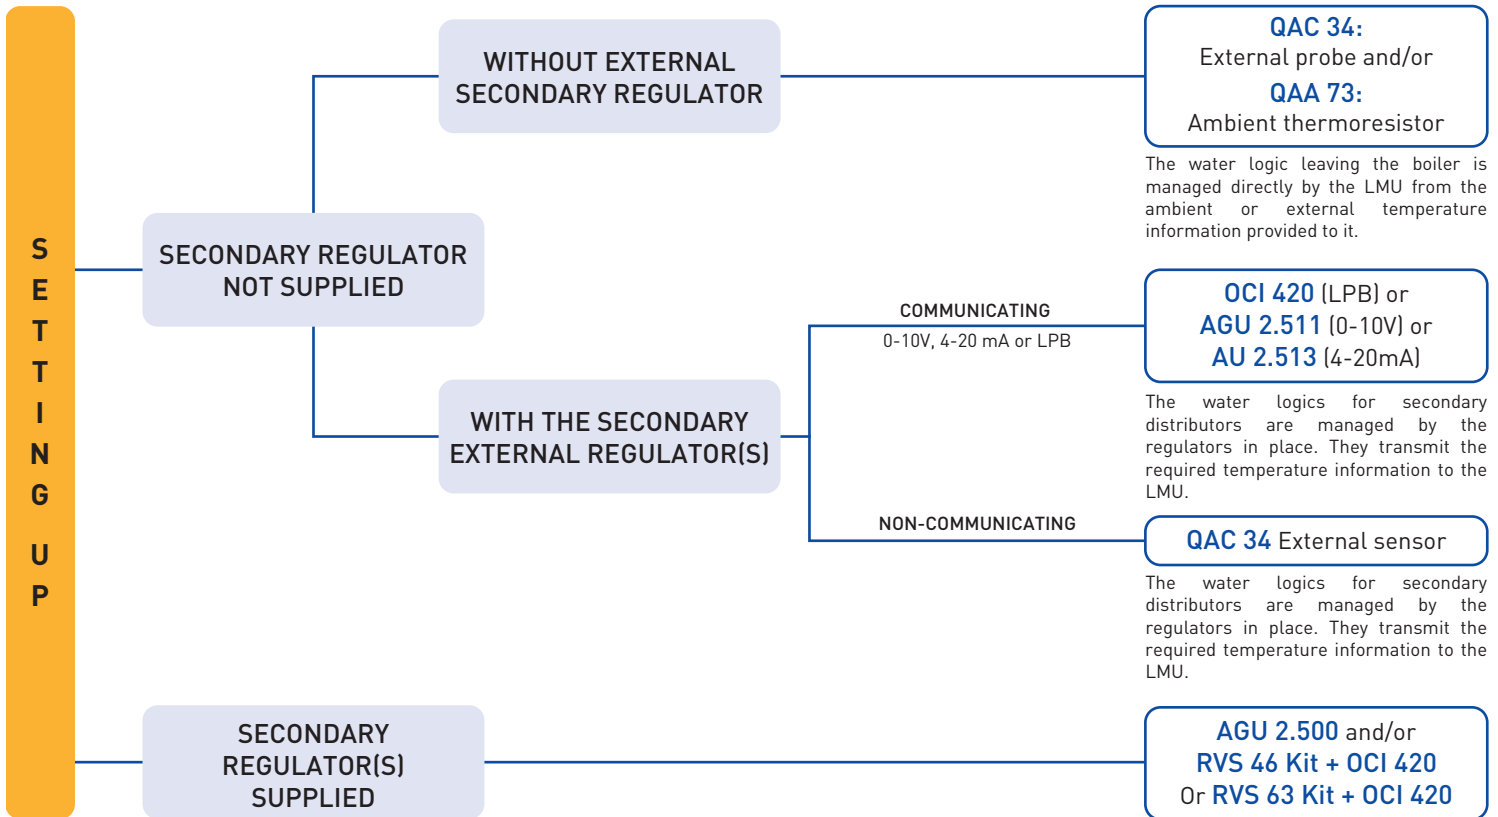 SETTING UP
WITHOUT EXTERNAL
SECONDARY REGULATOR
QAC 34:
External probe and/or
QAA 73:
Ambient thermoresistor
The water logic leaving the boiler is
managed directly by the LMU from the
ambient or external temperature
information provided to it.
SECONDARY REGULATOR
NOT SUPPLIED
COMMUNICATING
0-10V, 4-20 mA or LPB
OCI 420 (LPB) or
AGU 2.511 (0-10V) or
AU 2.513 (4-20mA)
The water logics for secondary
distributors are managed by the
regulators in place. They transmit the
required temperature information to the
LMU.
WITH THE SECONDARY
EXTERNAL REGULATOR(S)
NON-COMMUNICATING
QAC 34 External sensor
The water logics for secondary
distributors are managed by the
regulators in place. They transmit the
required temperature information to the
LMU.
SECONDARY
REGULATOR(S)
SUPPLIED
AGU 2.500 and/or
RVS 46 Kit + OCI 420
Or RVS 63 Kit + OCI 420